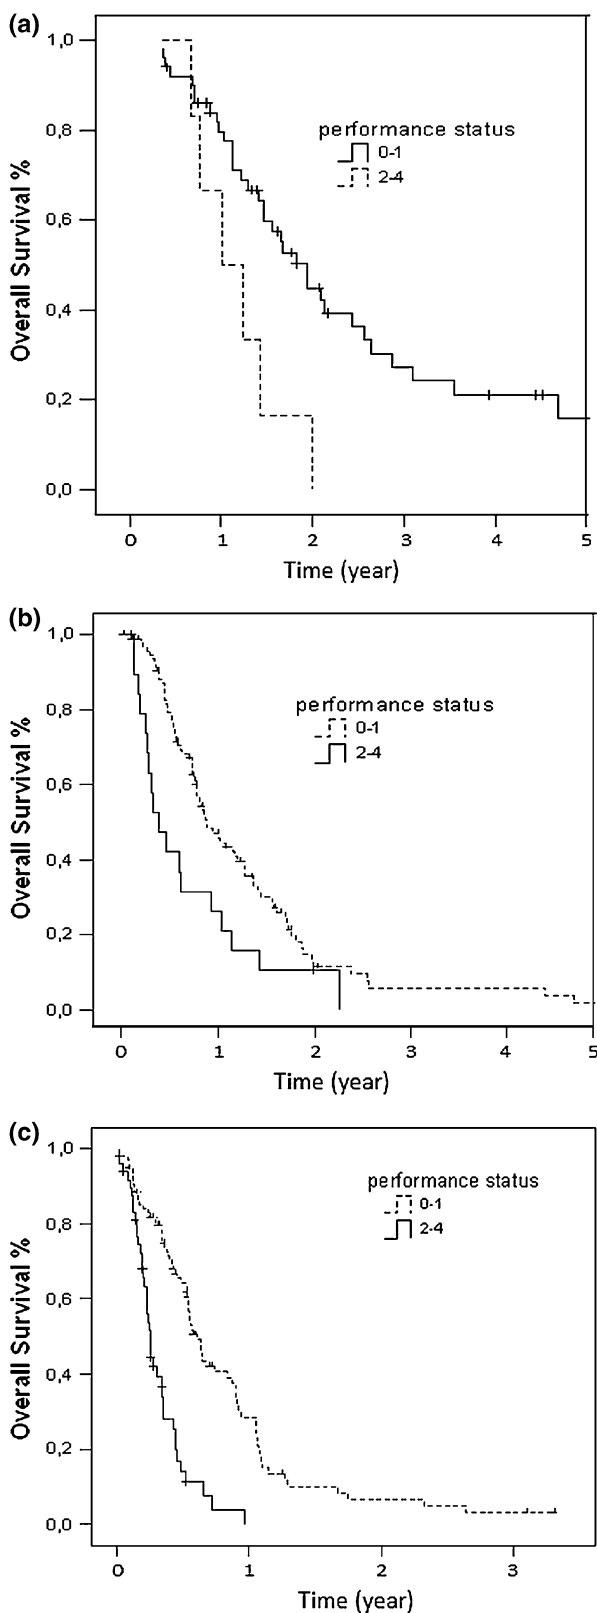 (a)
Overall Survival %
1,0
0,8
0,6
0,4
0,2
0,0
performance status
0-1
2-4
0 1 2 3 4 5
Time (year)
(b)
Overall Survival %
1,0
0,8
0,6
0,4
0,2
0,0
performance status
0-1
2-4
0 1 2 3 4 5
Time (year)
(c)
Overall Survival %
1,0
0,8
0,6
0,4
0,2
0,0
performance status
0-1
2-4
0 1 2 3
Time (year)